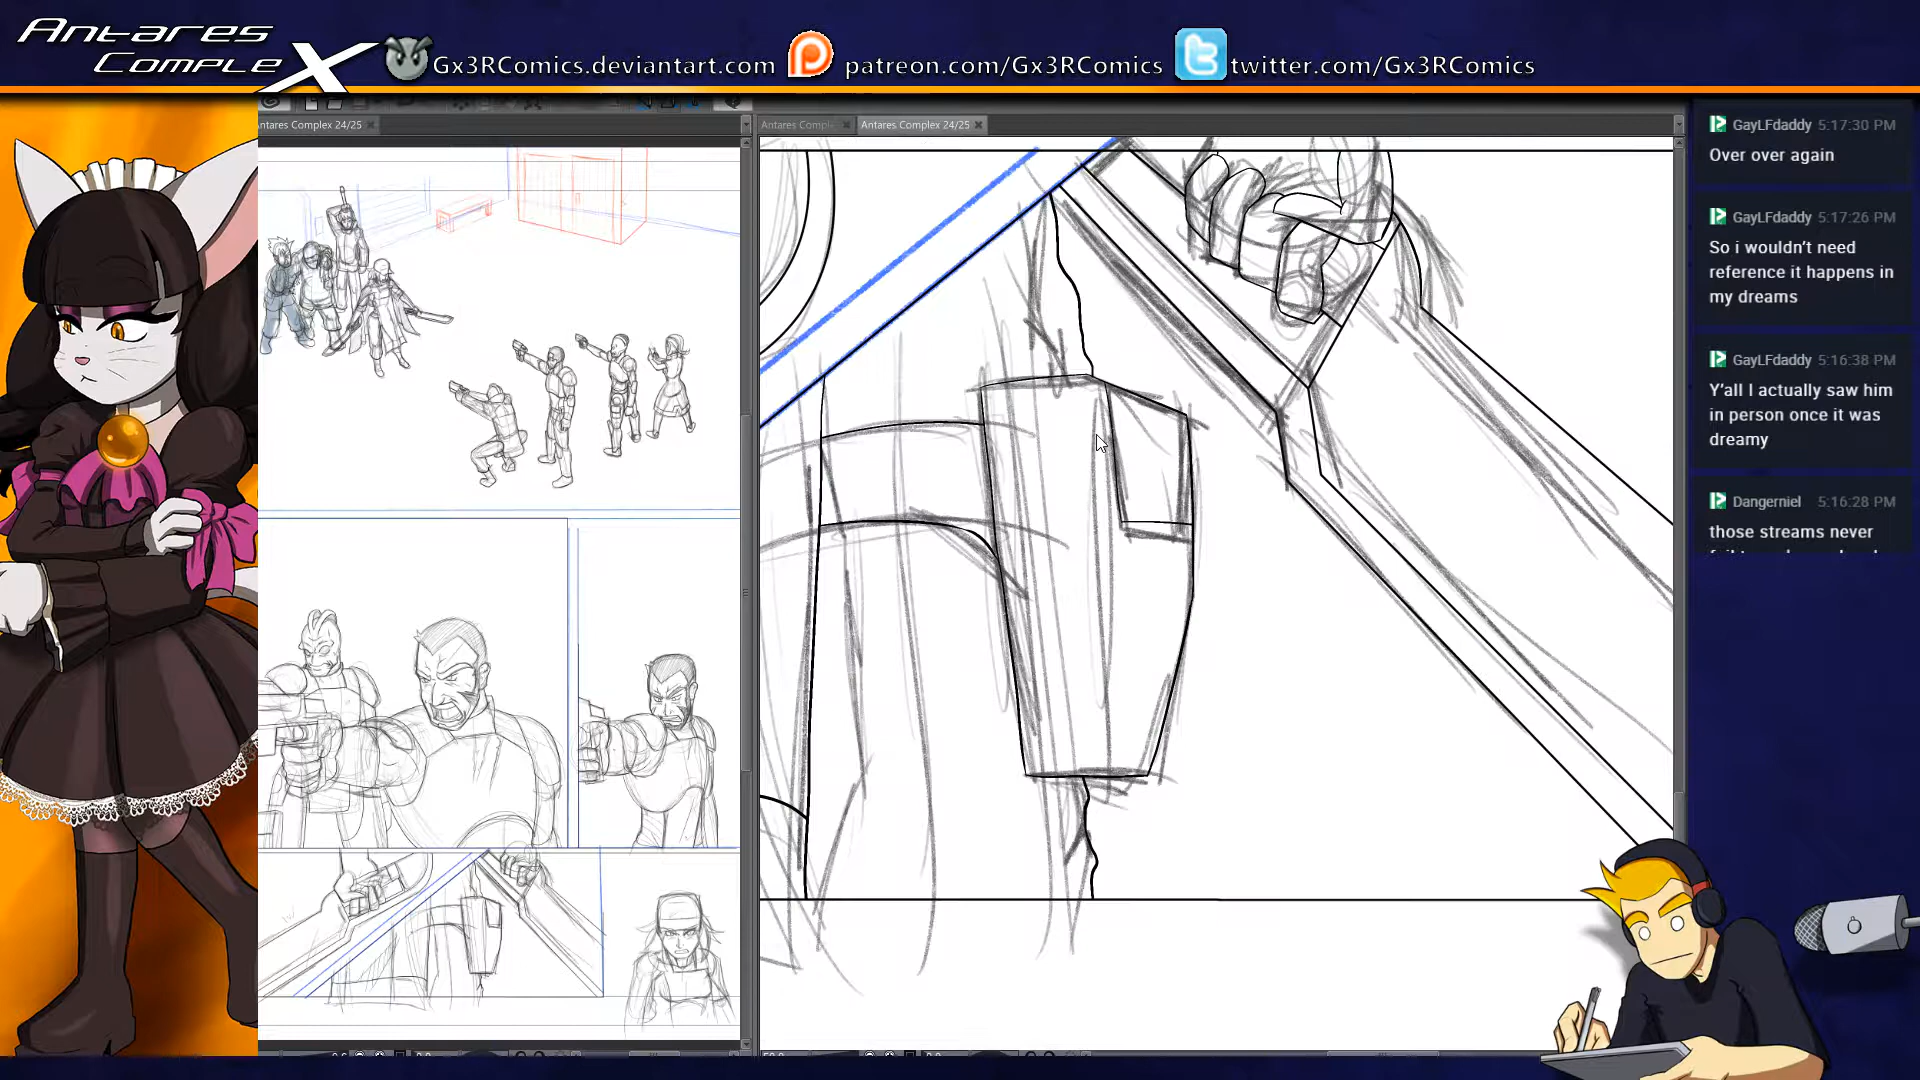 Antares
Complex
Gx3RComics.deviantart.com
patreon.com/Gx3RComics
twitter.com/Gx3RComics
ntares Complex 24/25
Antares Compl
Antares Complex 24/25
GayLFdaddy 5:17:30 PM
Over over again
GayLFdaddy 5:17:26 PM
So i wouldn't need
reference it happens in
my dreams
GayLFdaddy 5:16:38 PM
Y'all I actually saw him
in person once it was
dreamy
Dangerniel 5:16:28 PM
those streams never